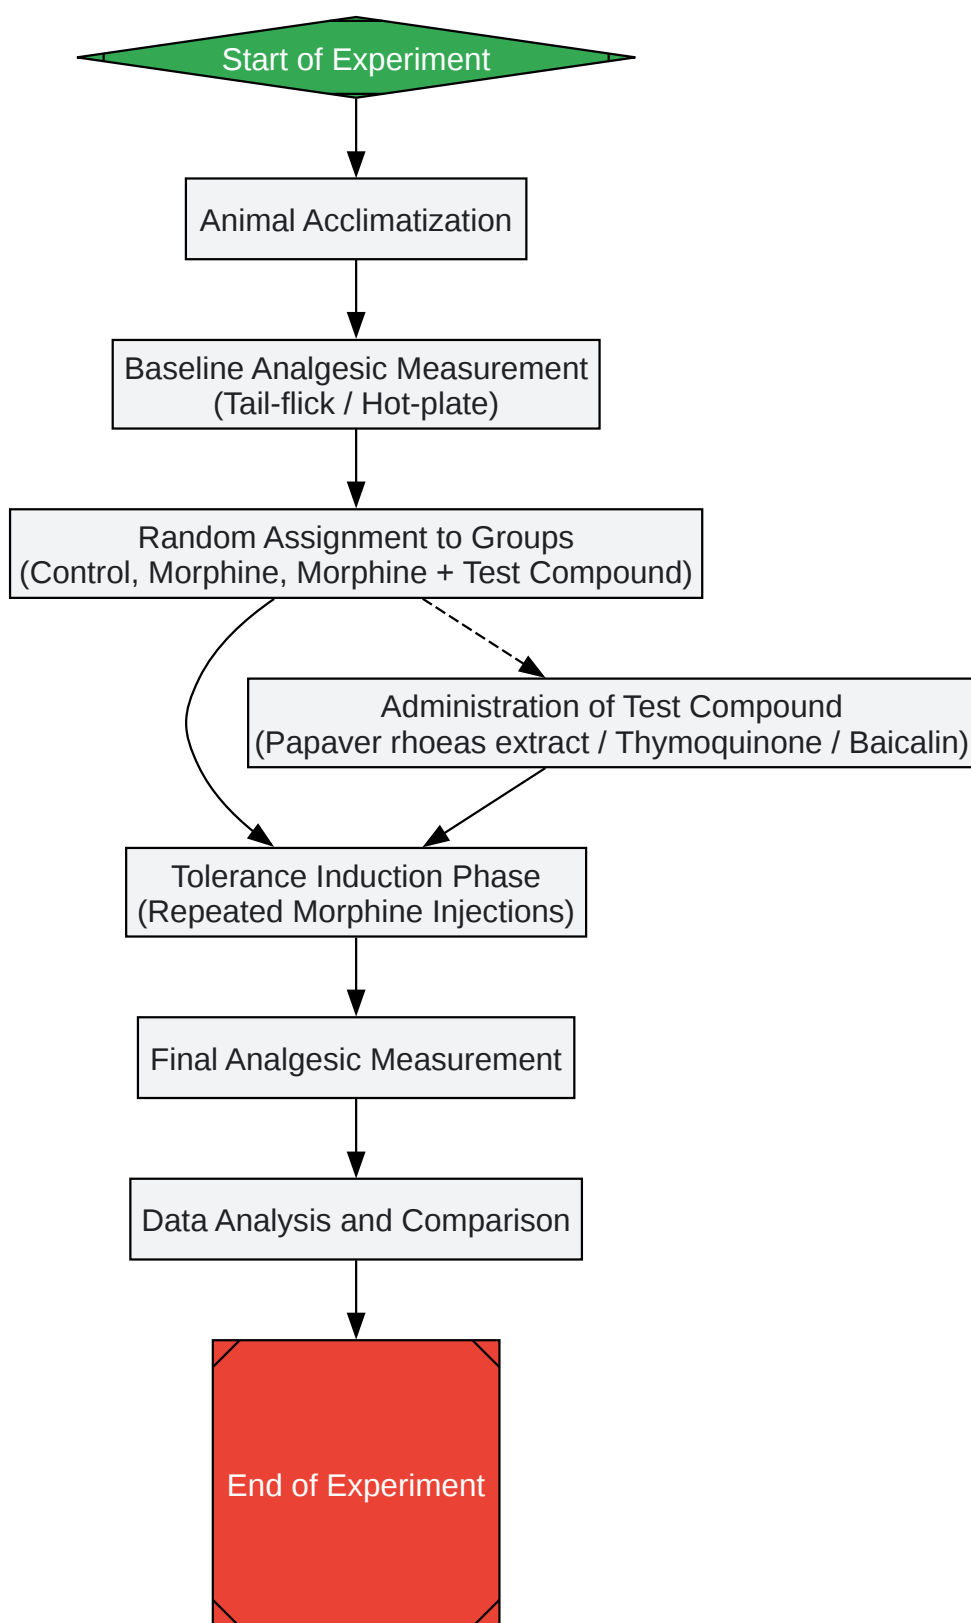 Start of Experiment
Animal Acclimatization
Baseline Analgesic Measurement
(Tail-flick / Hot-plate)
Random Assignment to Groups
(Control, Morphine, Morphine + Test Compound)
Administration of Test Compound
(Papaver rhoeas extract / Thymoquinone / Baicalin)
Tolerance Induction Phase
(Repeated Morphine Injections)
Final Analgesic Measurement
Data Analysis and Comparison
End of Experiment